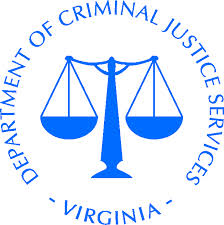 DEPARTMENT OF CRIMINAL JUSTICE SERVICES
- VIRGINIA -